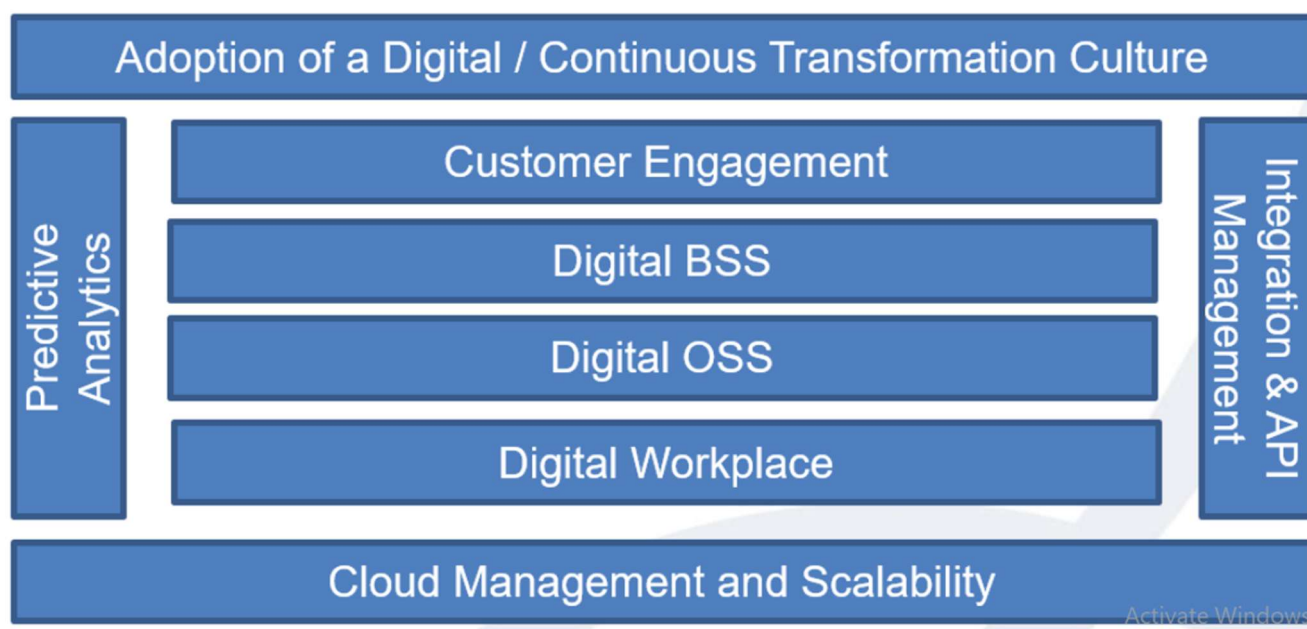 Adoption of a Digital / Continuous Transformation Culture
Predictive
Analytics
Customer Engagement
Digital BSS
Digital OSS
Digital Workplace
Integration & API
Management
Cloud Management and Scalability
Activate Windows